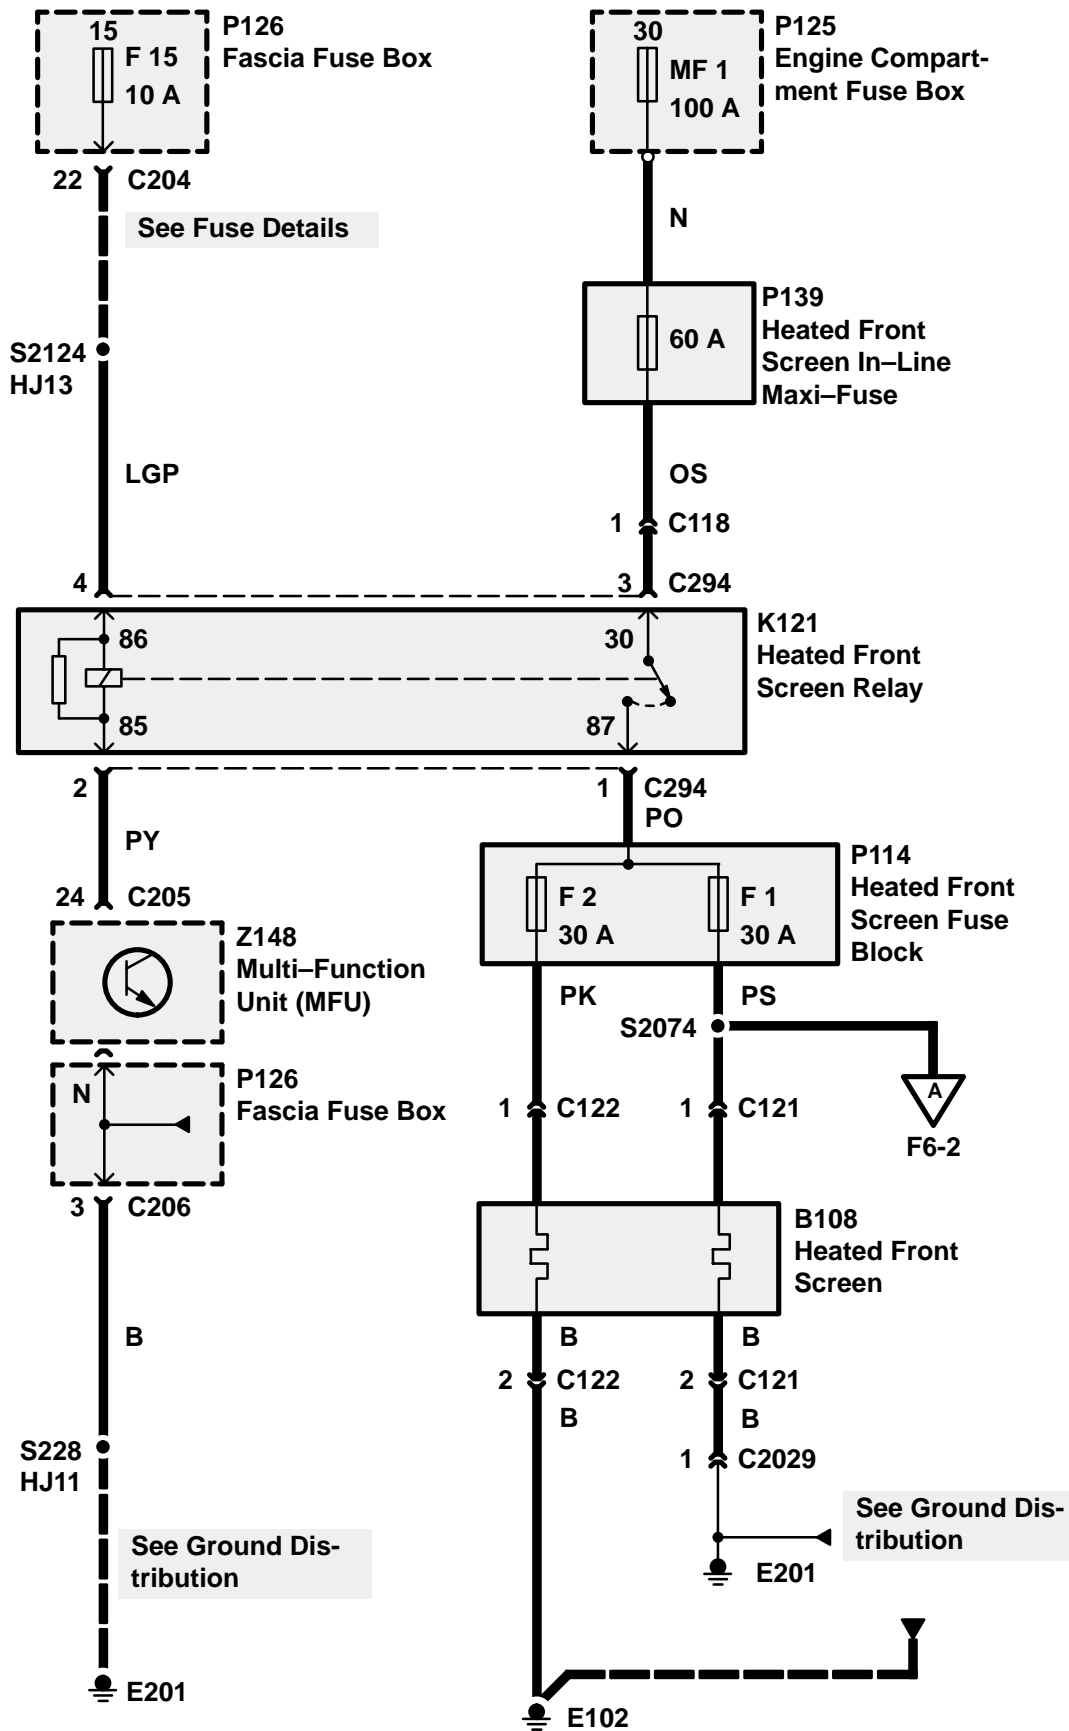 15
F 15
10 A
P126
Fascia Fuse Box
30
MF 1
100 A
P125
Engine Compart-
ment Fuse Box
22
C204
See Fuse Details
N
S2124
HJ13
60 A
P139
Heated Front
Screen In–Line
Maxi–Fuse
LGP
OS
1
C118
4
3
C294
86
30
85
87
K121
Heated Front
Screen Relay
2
1
C294
PO
PY
24
C205
F 2
30 A
F 1
30 A
P114
Heated Front
Screen Fuse
Block
Z148
Multi–Function
Unit (MFU)
PK
PS
S2074
A
F6-2
N
P126
Fascia Fuse Box
1
C122
1
C121
3
C206
B108
Heated Front
Screen
B
B
B
2
C122
2
C121
B
B
1
C2029
S228
HJ11
See Ground Dis-
tribution
See Ground Dis-
tribution
E201
E201
E102